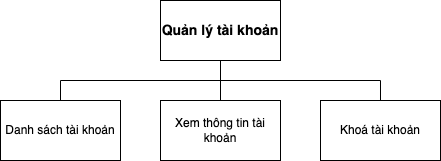 Quản lý tài khoản
Danh sách tài khoản
Xem thông tin tài
khoản
Khoá tài khoản